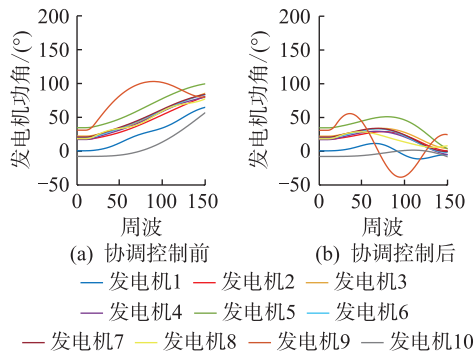 发电机功角/(°)
200
150
100
50
0
−50
0 50 100 150
周波
(a) 协调控制前
发电机功角/(°)
200
150
100
50
0
−50
0 50 100 150
周波
(b) 协调控制后
发电机1 发电机2 发电机3
发电机4 发电机5 发电机6
发电机7 发电机8 发电机9 发电机10